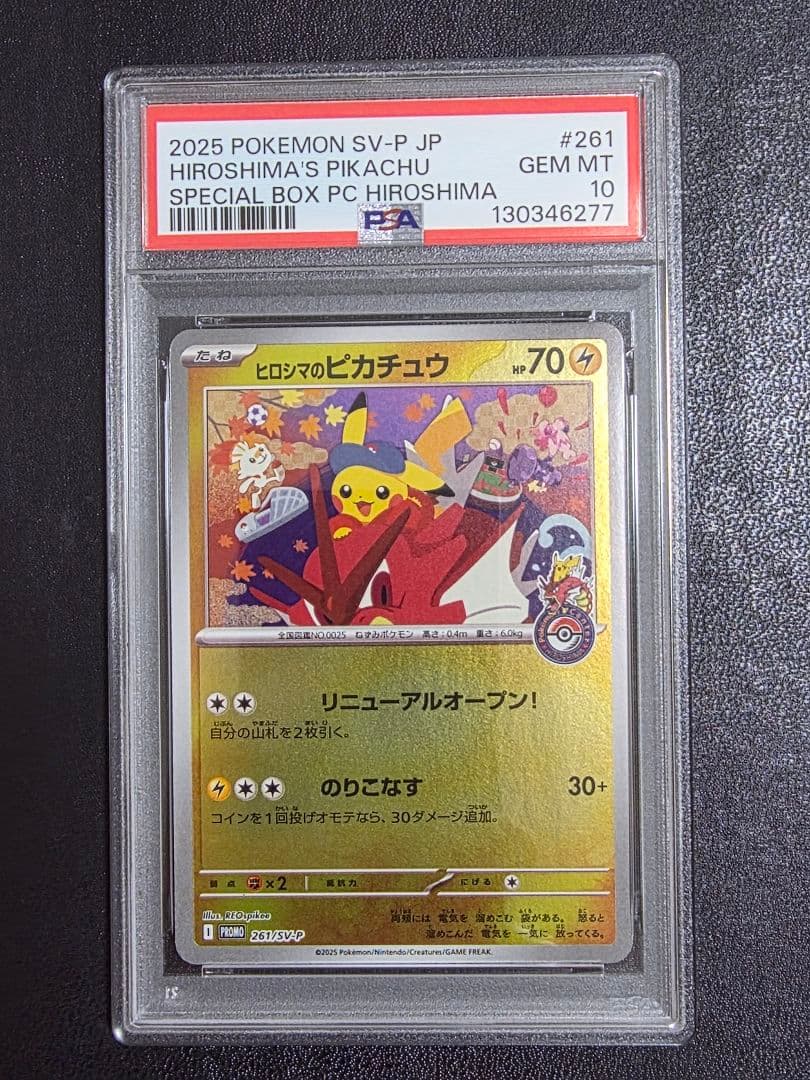 2025 POKEMON SV-P JP #261
HIROSHIMA'S PIKACHU GEM MT
SPECIAL BOX PC HIROSHIMA 10
PSA 130346277
たね ヒロシマのピカチュウ HP70
全国図鑑NO.0025 ねずみポケモン 高さ:0.4m 重さ:6.0kg
リニューアルオープン!
自分の山札を2枚引く。
のりこなす 30+
コインを1回投げオモテなら、30ダメージ追加。
弱点 ×2 抵抗力 にげる
Illus. REOspikee
両頬には 電気を 溜めこむ 袋がある。 怒ると
I PROMO 261/SV-P
溜めこんだ 電気を 一気に 放ってくる。
©2025 Pokémon/Nintendo/Creatures/GAME FREAK.